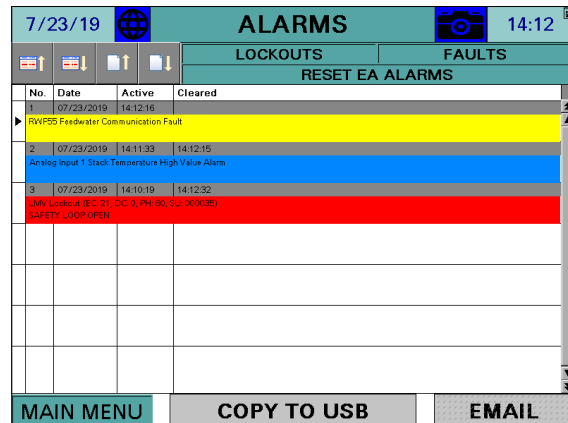 7/23/19 ALARMS 14:12
LOCKOUTS FAULTS
RESET EA ALARMS
No. Date Active Cleared
1 07/23/2019 14:12:16
RWF55 Feedwater Communication Fault
2 07/23/2019 14:11:33 14:12:15
Analog Input 1 Stack Temperature High Value Alarm
3 07/23/2019 14:10:19 14:12:32
LMV Lockout (EC: 21, DC: 0, PH: 60, SU: 000035)
SAFETY LOOP OPEN
MAIN MENU COPY TO USB EMAIL